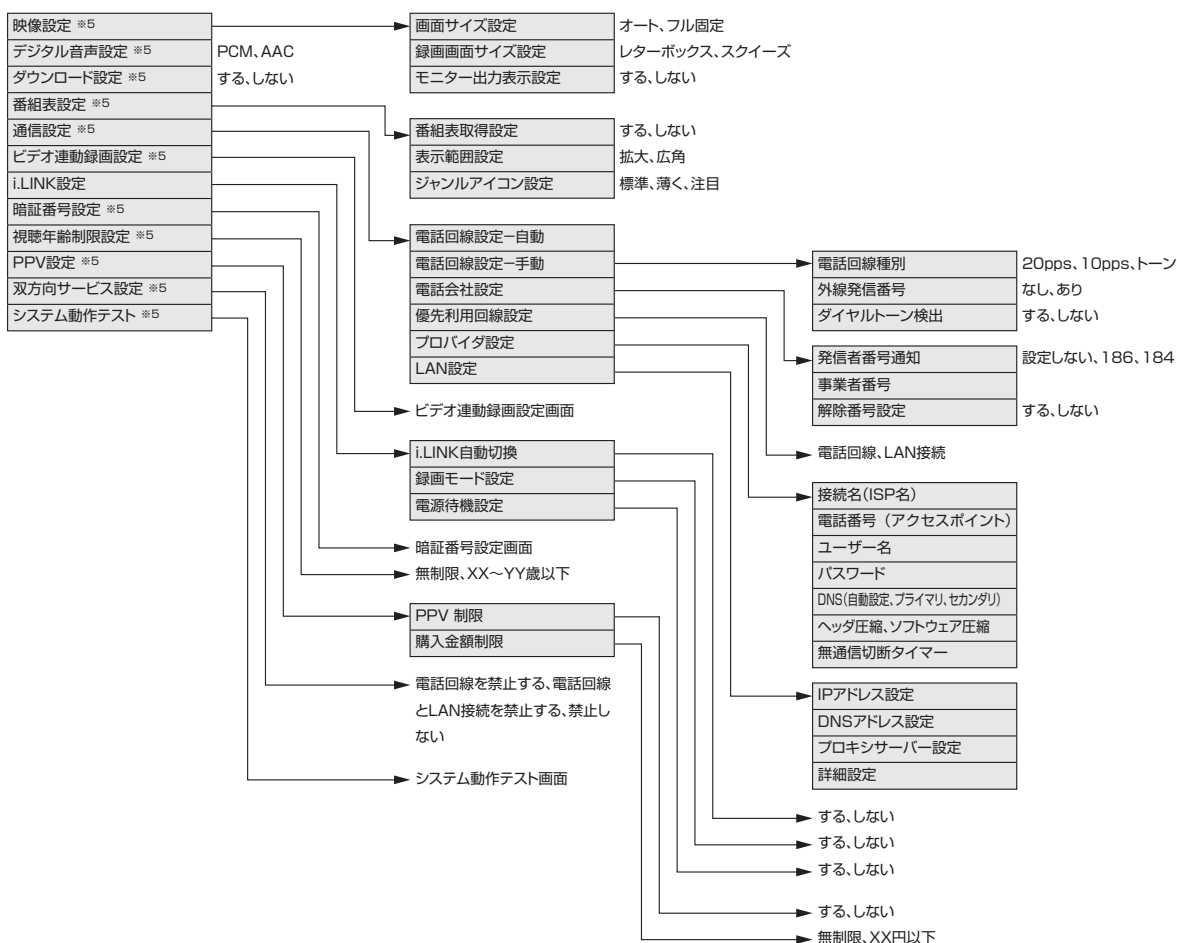 映像設定 ※5
デジタル音声設定 ※5
PCM、AAC
ダウンロード設定 ※5
する、しない
番組表設定 ※5
通信設定 ※5
ビデオ連動録画設定 ※5
i.LINK設定
暗証番号設定 ※5
視聴年齢制限設定 ※5
PPV設定 ※5
双方向サービス設定 ※5
システム動作テスト ※5
画面サイズ設定
オート、フル固定
録画画面サイズ設定
レターボックス、スクイーズ
モニター出力表示設定
する、しない
番組表取得設定
する、しない
表示範囲設定
拡大、広角
ジャンルアイコン設定
標準、薄く、注目
電話回線設定−自動
電話回線設定−手動
電話会社設定
優先利用回線設定
プロバイダ設定
LAN設定
ビデオ連動録画設定画面
i.LINK自動切換
録画モード設定
電源待機設定
暗証番号設定画面
無制限、XX〜YY歳以下
PPV 制限
購入金額制限
電話回線を禁止する、電話回線
とLAN接続を禁止する、禁止し
ない
システム動作テスト画面
電話回線種別
20pps、10pps、トーン
外線発信番号
なし、あり
ダイヤルトーン検出
する、しない
発信者番号通知
設定しない、186、184
事業者番号
解除番号設定
する、しない
電話回線、LAN接続
接続名(ISP名)
電話番号（アクセスポイント）
ユーザー名
パスワード
DNS(自動設定、プライマリ、セカンダリ)
ヘッダ圧縮、ソフトウェア圧縮
無通信切断タイマー
IPアドレス設定
DNSアドレス設定
プロキシサーバー設定
詳細設定
する、しない
する、しない
する、しない
する、しない
無制限、XX円以下